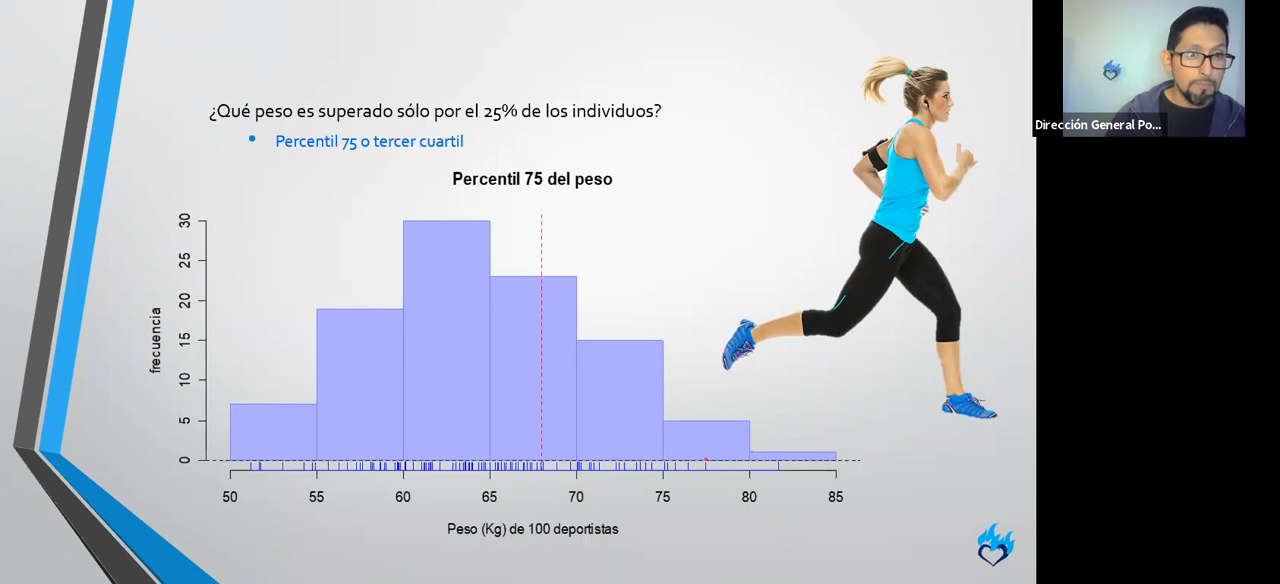 ¿Qué peso es superado sólo por el 25% de los individuos?
Percentil 75 o tercer cuartil
Percentil 75 del peso
30
25
20
15
10
5
0
frecuencia
50 55 60 65 70 75 80 85
Peso (Kg) de 100 deportistas
Dirección General Po...